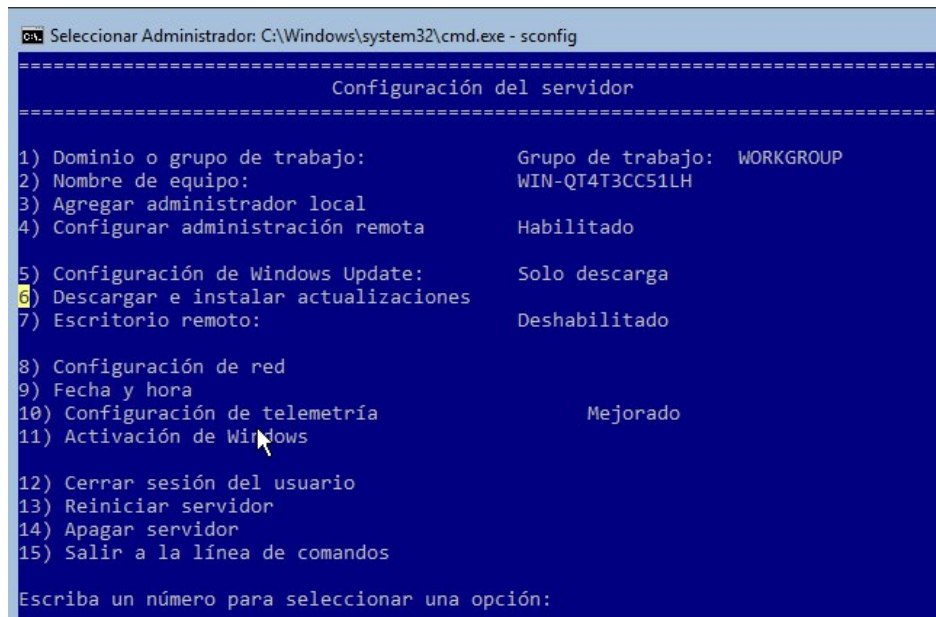 Seleccionar Administrador: C:\Windows\system32\cmd.exe - sconfig
===============================================================================
Configuración del servidor
===============================================================================
1) Dominio o grupo de trabajo: Grupo de trabajo: WORKGROUP
2) Nombre de equipo: WIN-QT4T3CC51LH
3) Agregar administrador local
4) Configurar administración remota Habilitado
5) Configuración de Windows Update: Solo descarga
6) Descargar e instalar actualizaciones
7) Escritorio remoto: Deshabilitado
8) Configuración de red
9) Fecha y hora
10) Configuración de telemetría Mejorado
11) Activación de Windows
12) Cerrar sesión del usuario
13) Reiniciar servidor
14) Apagar servidor
15) Salir a la línea de comandos
Escriba un número para seleccionar una opción: